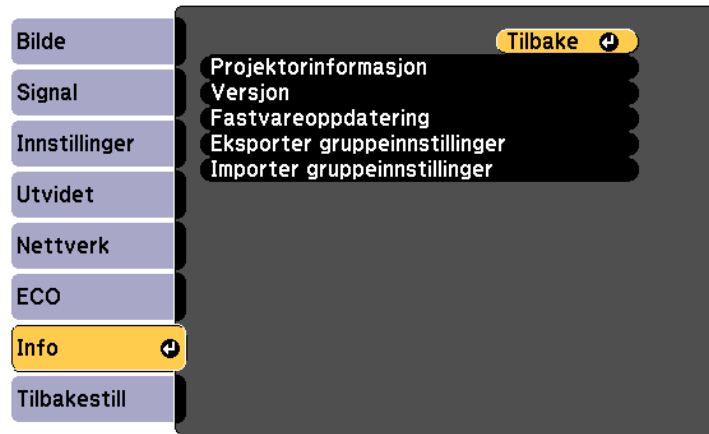 Bilde
Signal
Innstillinger
Utvidet
Nettverk
ECO
Info
Tilbakestill
Tilbake
Projektorinformasjon
Versjon
Fastvareoppdatering
Eksporter gruppeinnstillinger
Importer gruppeinnstillinger